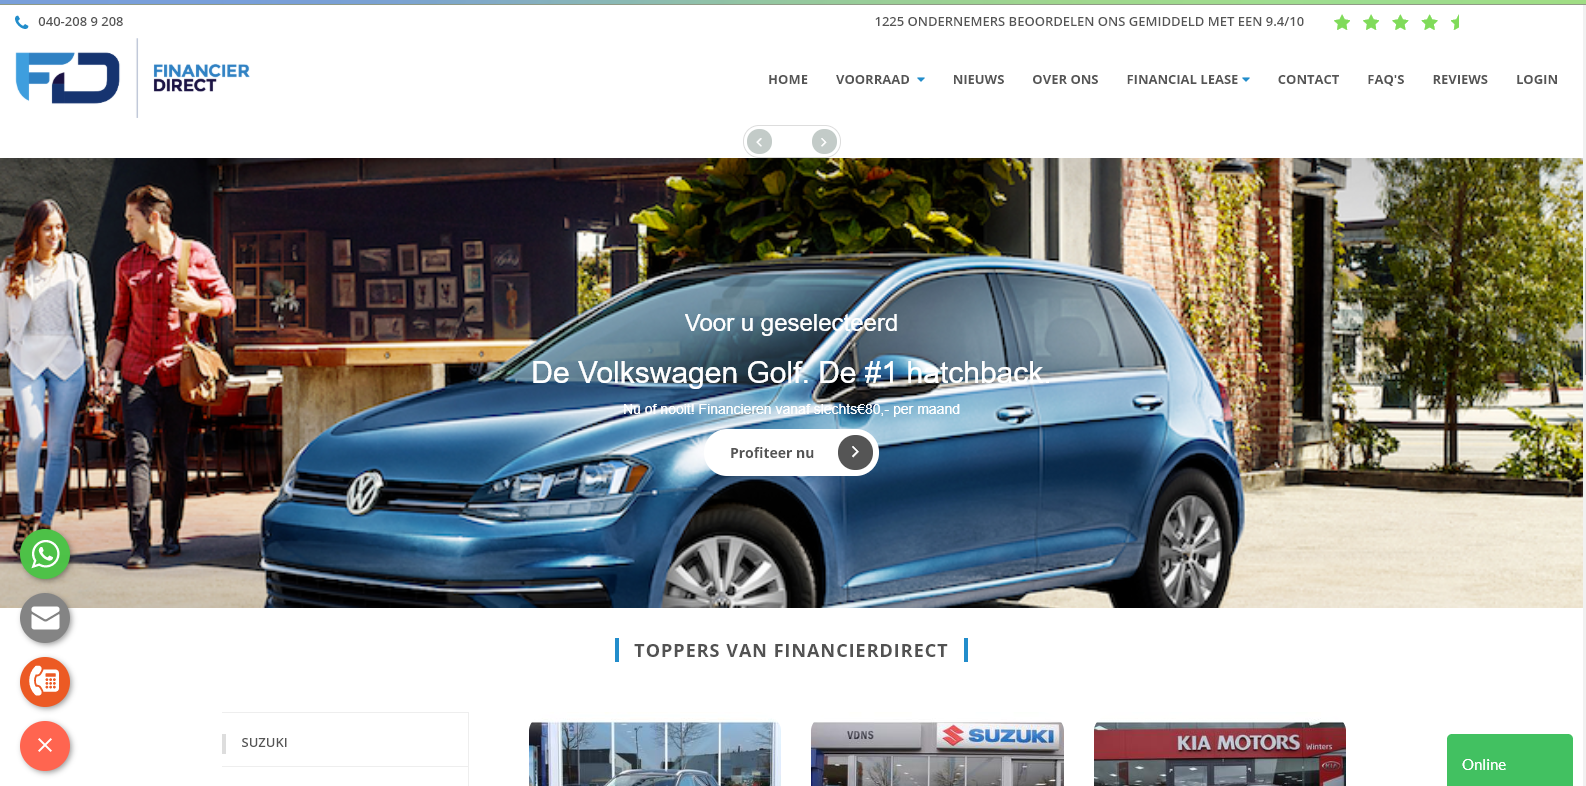 040-208 9 208
1225 ONDERNEMERS BEOORDELEN ONS GEMIDDELD MET EEN 9.4/10
FD
FINANCIER
DIRECT
HOME VOORRAAD NIEUWS OVER ONS FINANCIAL LEASE CONTACT FAQ'S REVIEWS LOGIN
Voor u geselecteerd
De Volkswagen Golf. De #1 hatchback
Nu of nooit! Financieren vanaf slechts€80,- per maand
Profiteer nu
TOPPERS VAN FINANCIERDIRECT
SUZUKI
VDNS
SUZUKI
KIA MOTORS
Winters
Online